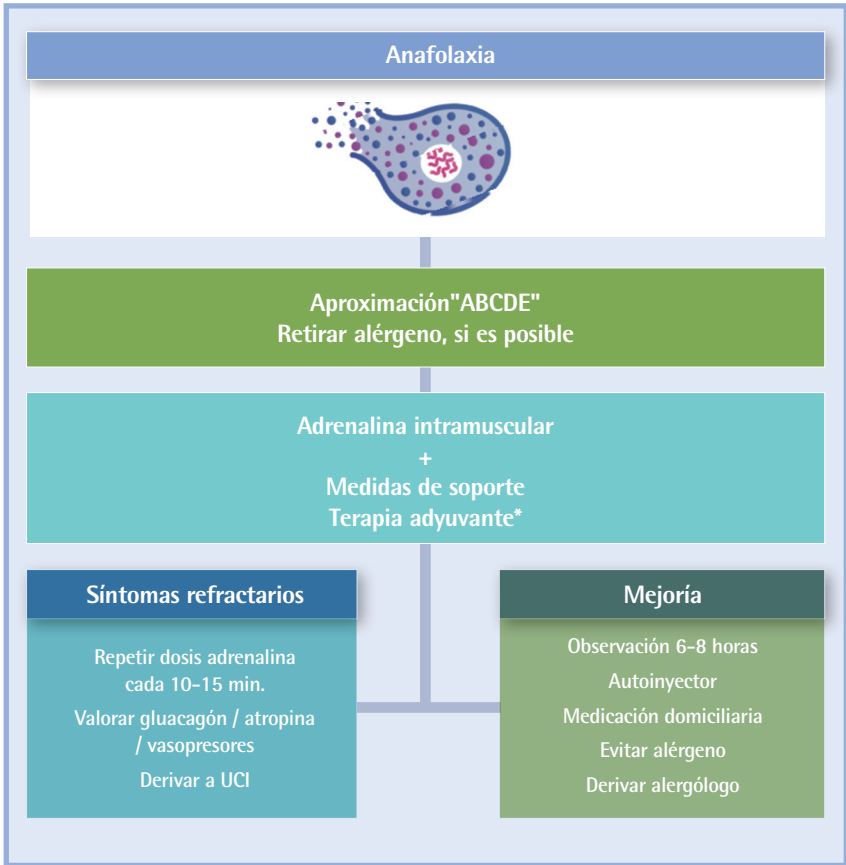 Anafolaxia
Aproximación"ABCDE"
Retirar alérgeno, si es posible
Adrenalina intramuscular
+
Medidas de soporte
Terapia adyuvante*
Síntomas refractarios
Repetir dosis adrenalina
cada 10-15 min.
Valorar gluacagón / atropina
/ vasopresores
Derivar a UCI
Mejoría
Observación 6-8 horas
Autoinyector
Medicación domiciliaria
Evitar alérgeno
Derivar alergólogo